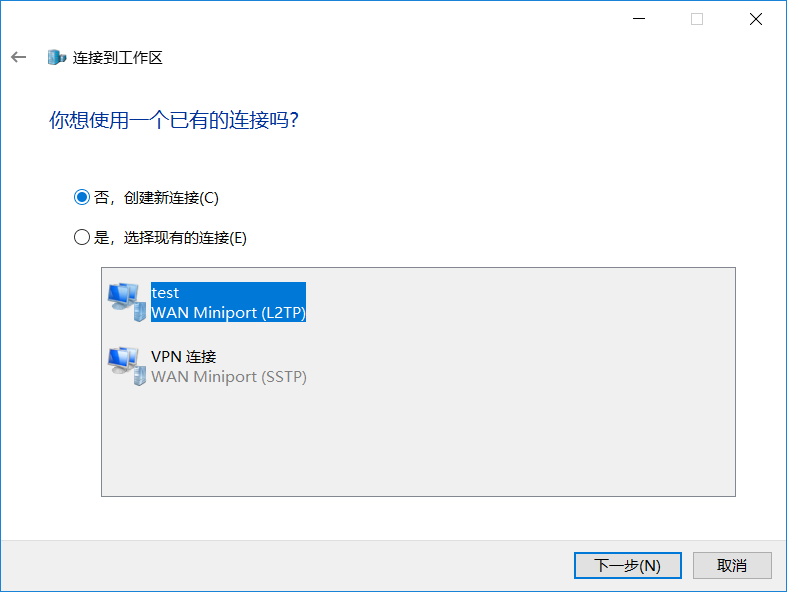 连接到工作区
你想使用一个已有的连接吗?
否，创建新连接(C)
是，选择现有的连接(E)
test
WAN Miniport (L2TP)
VPN 连接
WAN Miniport (SSTP)
下一步(N)
取消